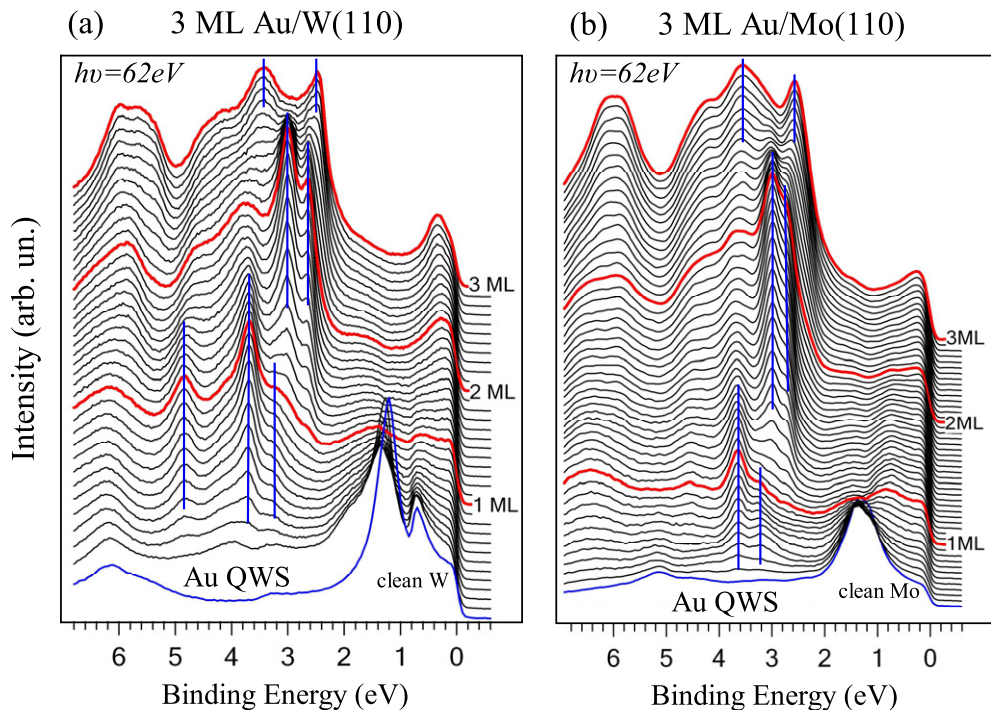 (a) 3 ML Au/W(110)
hυ=62eV
3 ML
2 ML
1 ML
Au QWS
clean W
6 5 4 3 2 1 0
Binding Energy (eV)
Intensity (arb. un.)
(b) 3 ML Au/Mo(110)
hυ=62eV
3ML
2ML
1ML
Au QWS
clean Mo
6 5 4 3 2 1 0
Binding Energy (eV)